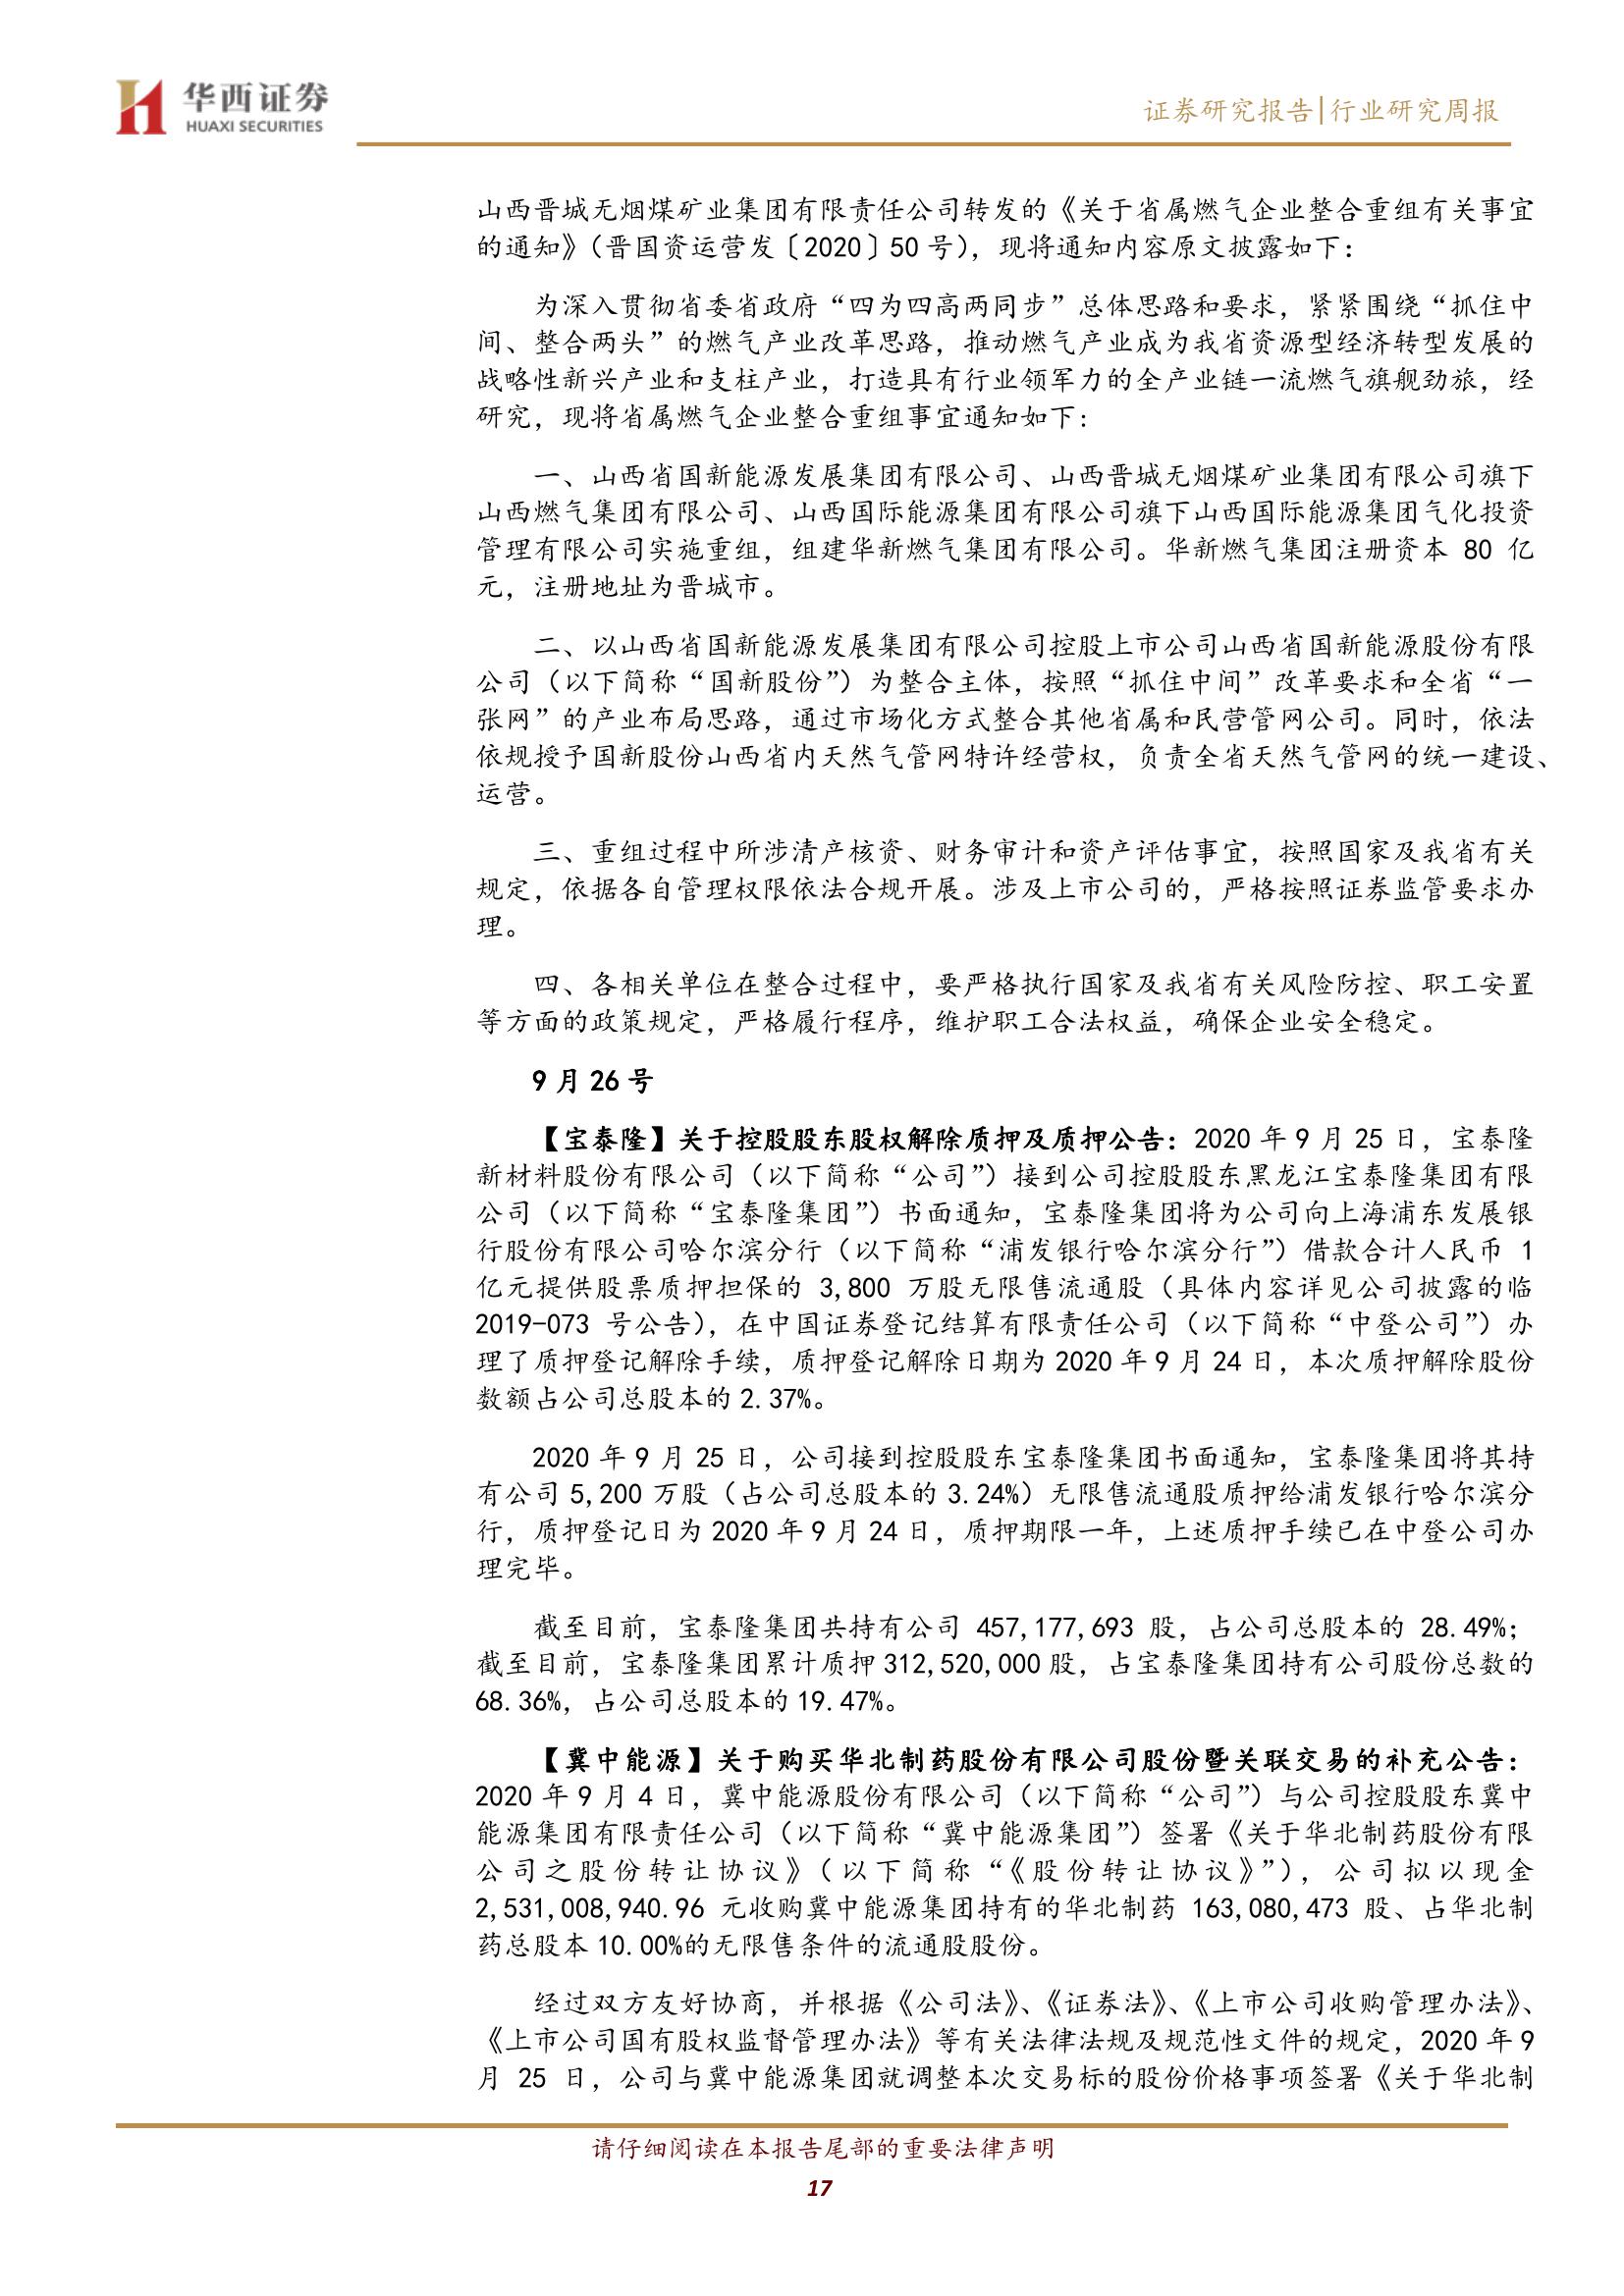 华西证券
HUAXI SECURITIES
证券研究报告|行业研究周报
山西晋城无烟煤矿业集团有限责任公司转发的《关于省属燃气企业整合重组有关事宜
的通知》（晋国资运营发〔2020〕50 号），现将通知内容原文披露如下：
为深入贯彻省委省政府“四为四高两同步”总体思路和要求，紧紧围绕“抓住中
间、整合两头”的燃气产业改革思路，推动燃气产业成为我省资源型经济转型发展的
战略性新兴产业和支柱产业，打造具有行业领军力的全产业链一流燃气旗舰劲旅，经
研究，现将省属燃气企业整合重组事宜通知如下：
一、山西省国新能源发展集团有限公司、山西晋城无烟煤矿业集团有限公司旗下
山西燃气集团有限公司、山西国际能源集团有限公司旗下山西国际能源集团气化投资
管理有限公司实施重组，组建华新燃气集团有限公司。华新燃气集团注册资本 80 亿
元，注册地址为晋城市。
二、以山西省国新能源发展集团有限公司控股上市公司山西省国新能源股份有限
公司（以下简称“国新股份”）为整合主体，按照“抓住中间”改革要求和全省“一
张网”的产业布局思路，通过市场化方式整合其他省属和民营管网公司。同时，依法
依规授予国新股份山西省内天然气管网特许经营权，负责全省天然气管网的统一建设、
运营。
三、重组过程中所涉清产核资、财务审计和资产评估事宜，按照国家及我省有关
规定，依据各自管理权限依法合规开展。涉及上市公司的，严格按照证券监管要求办
理。
四、各相关单位在整合过程中，要严格执行国家及我省有关风险防控、职工安置
等方面的政策规定，严格履行程序，维护职工合法权益，确保企业安全稳定。
9 月 26 号
【宝泰隆】关于控股股东股权解除质押及质押公告：2020 年 9 月 25 日，宝泰隆
新材料股份有限公司（以下简称“公司”）接到公司控股股东黑龙江宝泰隆集团有限
公司（以下简称“宝泰隆集团”）书面通知，宝泰隆集团将为公司向上海浦东发展银
行股份有限公司哈尔滨分行（以下简称“浦发银行哈尔滨分行”）借款合计人民币 1
亿元提供股票质押担保的 3,800 万股无限售流通股（具体内容详见公司披露的临
2019-073 号公告），在中国证券登记结算有限责任公司（以下简称“中登公司”）办
理了质押登记解除手续，质押登记解除日期为 2020 年 9 月 24 日，本次质押解除股份
数额占公司总股本的 2.37%。
2020 年 9 月 25 日，公司接到控股股东宝泰隆集团书面通知，宝泰隆集团将其持
有公司 5,200 万股（占公司总股本的 3.24%）无限售流通股质押给浦发银行哈尔滨分
行，质押登记日为 2020 年 9 月 24 日，质押期限一年，上述质押手续已在中登公司办
理完毕。
截至目前，宝泰隆集团共持有公司 457,177,693 股，占公司总股本的 28.49%；
截至目前，宝泰隆集团累计质押 312,520,000 股，占宝泰隆集团持有公司股份总数的
68.36%，占公司总股本的 19.47%。
【冀中能源】关于购买华北制药股份有限公司股份暨关联交易的补充公告：
2020 年 9 月 4 日，冀中能源股份有限公司（以下简称“公司”）与公司控股股东冀中
能源集团有限责任公司（以下简称“冀中能源集团”）签署《关于华北制药股份有限
公司之股份转让协议》（以下简称“《股份转让协议》”），公司拟以现金
2,531,008,940.96 元收购冀中能源集团持有的华北制药 163,080,473 股、占华北制
药总股本 10.00%的无限售条件的流通股股份。
经过双方友好协商，并根据《公司法》、《证券法》、《上市公司收购管理办法》、
《上市公司国有股权监督管理办法》等有关法律法规及规范性文件的规定，2020 年 9
月 25 日，公司与冀中能源集团就调整本次交易标的股份价格事项签署《关于华北制
请仔细阅读在本报告尾部的重要法律声明
17